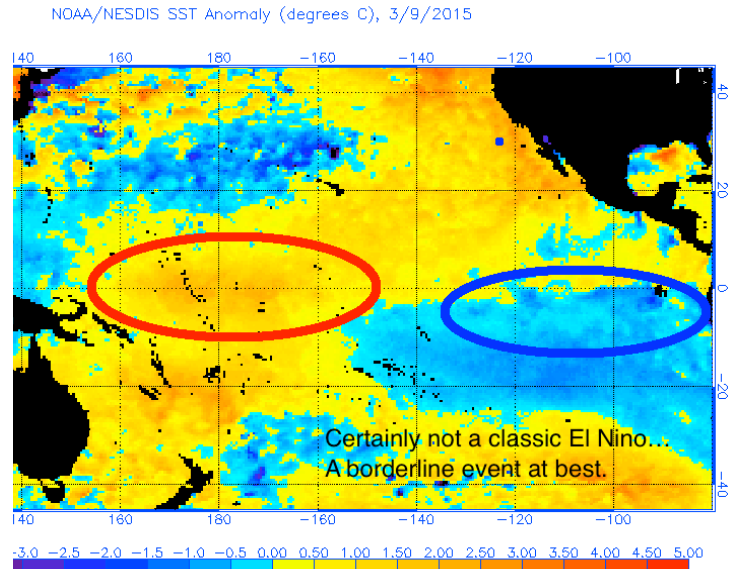 NOAA/NESDIS SST Anomaly (degrees C), 3/9/2015
140 160 180 -160 -140 -120 -100
40
20
0
-20
-40
Certainly not a classic El Nino...
A borderline event at best.
140 160 180 -160 -140 -120 -100
-3.0 -2.5 -2.0 -1.5 -1.0 -0.5 0.00 0.50 1.00 1.50 2.00 2.50 3.00 3.50 4.00 4.50 5.00